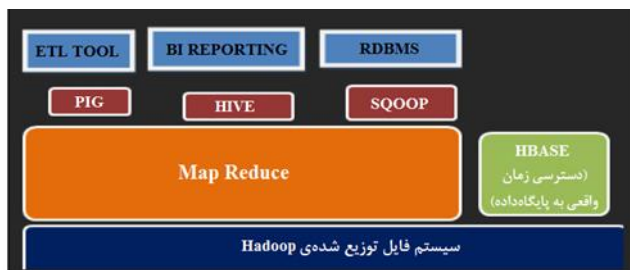 ETL TOOL
BI REPORTING
RDBMS
PIG
HIVE
SQOOP
Map Reduce
HBASE
(دسترسی زمان
واقعی به پایگاه‌داده)
سیستم فایل توزیع شده‌ی Hadoop